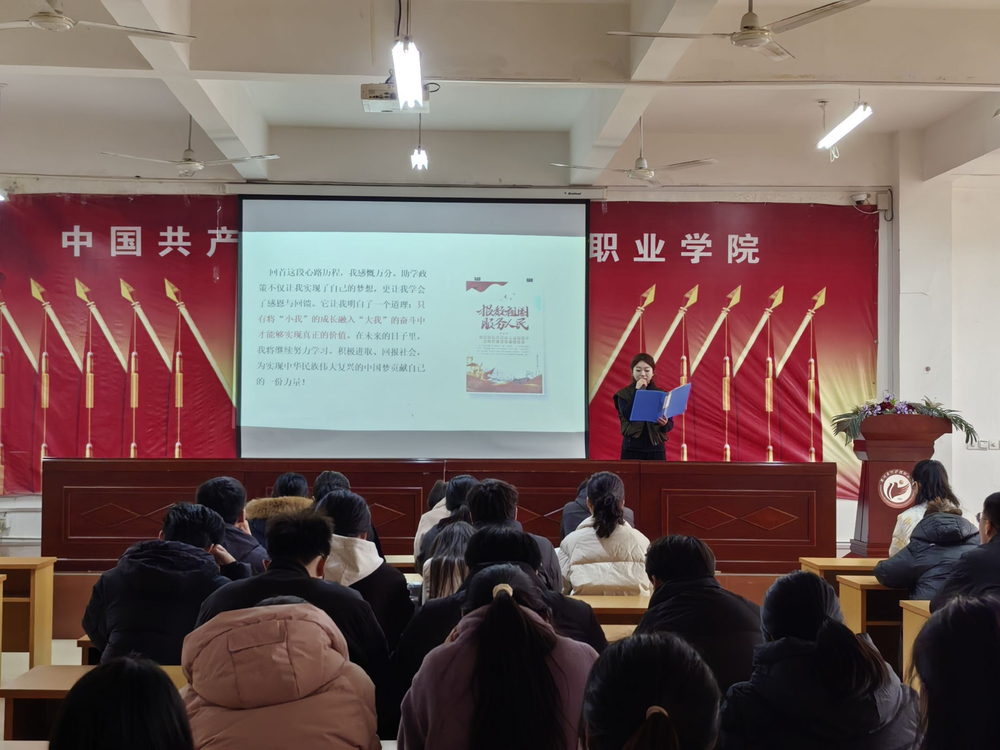 中国共产
职业学院
回首这段心路历程，我感慨万分。助学政
策不仅让我实现了自己的梦想，更让我学会
了感恩与回馈。它让我明白了一个道理：只
有将“小我”的成长融入“大我”的奋斗中
才能够实现真正的价值。在未来的日子里，
我将继续努力学习、积极进取、回报社会，
为实现中华民族伟大复兴的中国梦贡献自己
的一份力量！
报效祖国
服务人民